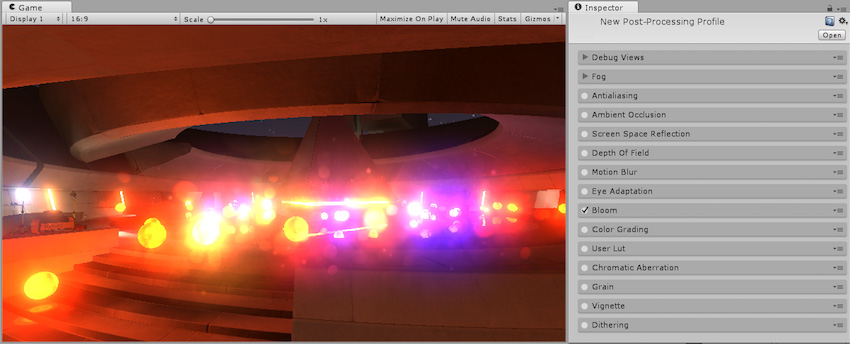 Game
Display 1
16:9
Scale
1x
Maximize On Play
Mute Audio
Stats
Gizmos
Inspector
New Post-Processing Profile
Open
Debug Views
Fog
Antialiasing
Ambient Occlusion
Screen Space Reflection
Depth Of Field
Motion Blur
Eye Adaptation
Bloom
Color Grading
User Lut
Chromatic Aberration
Grain
Vignette
Dithering